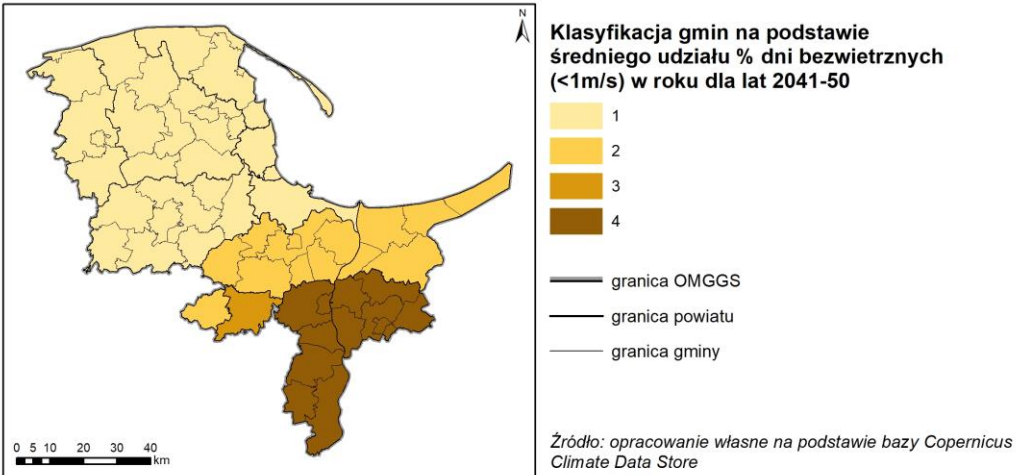 N
Klasyfikacja gmin na podstawie
średniego udziału % dni bezwietrznych
(<1m/s) w roku dla lat 2041-50
1
2
3
4
granica OMGGS
granica powiatu
granica gminy
0 5 10 20 30 40
km
Źródło: opracowanie własne na podstawie bazy Copernicus
Climate Data Store